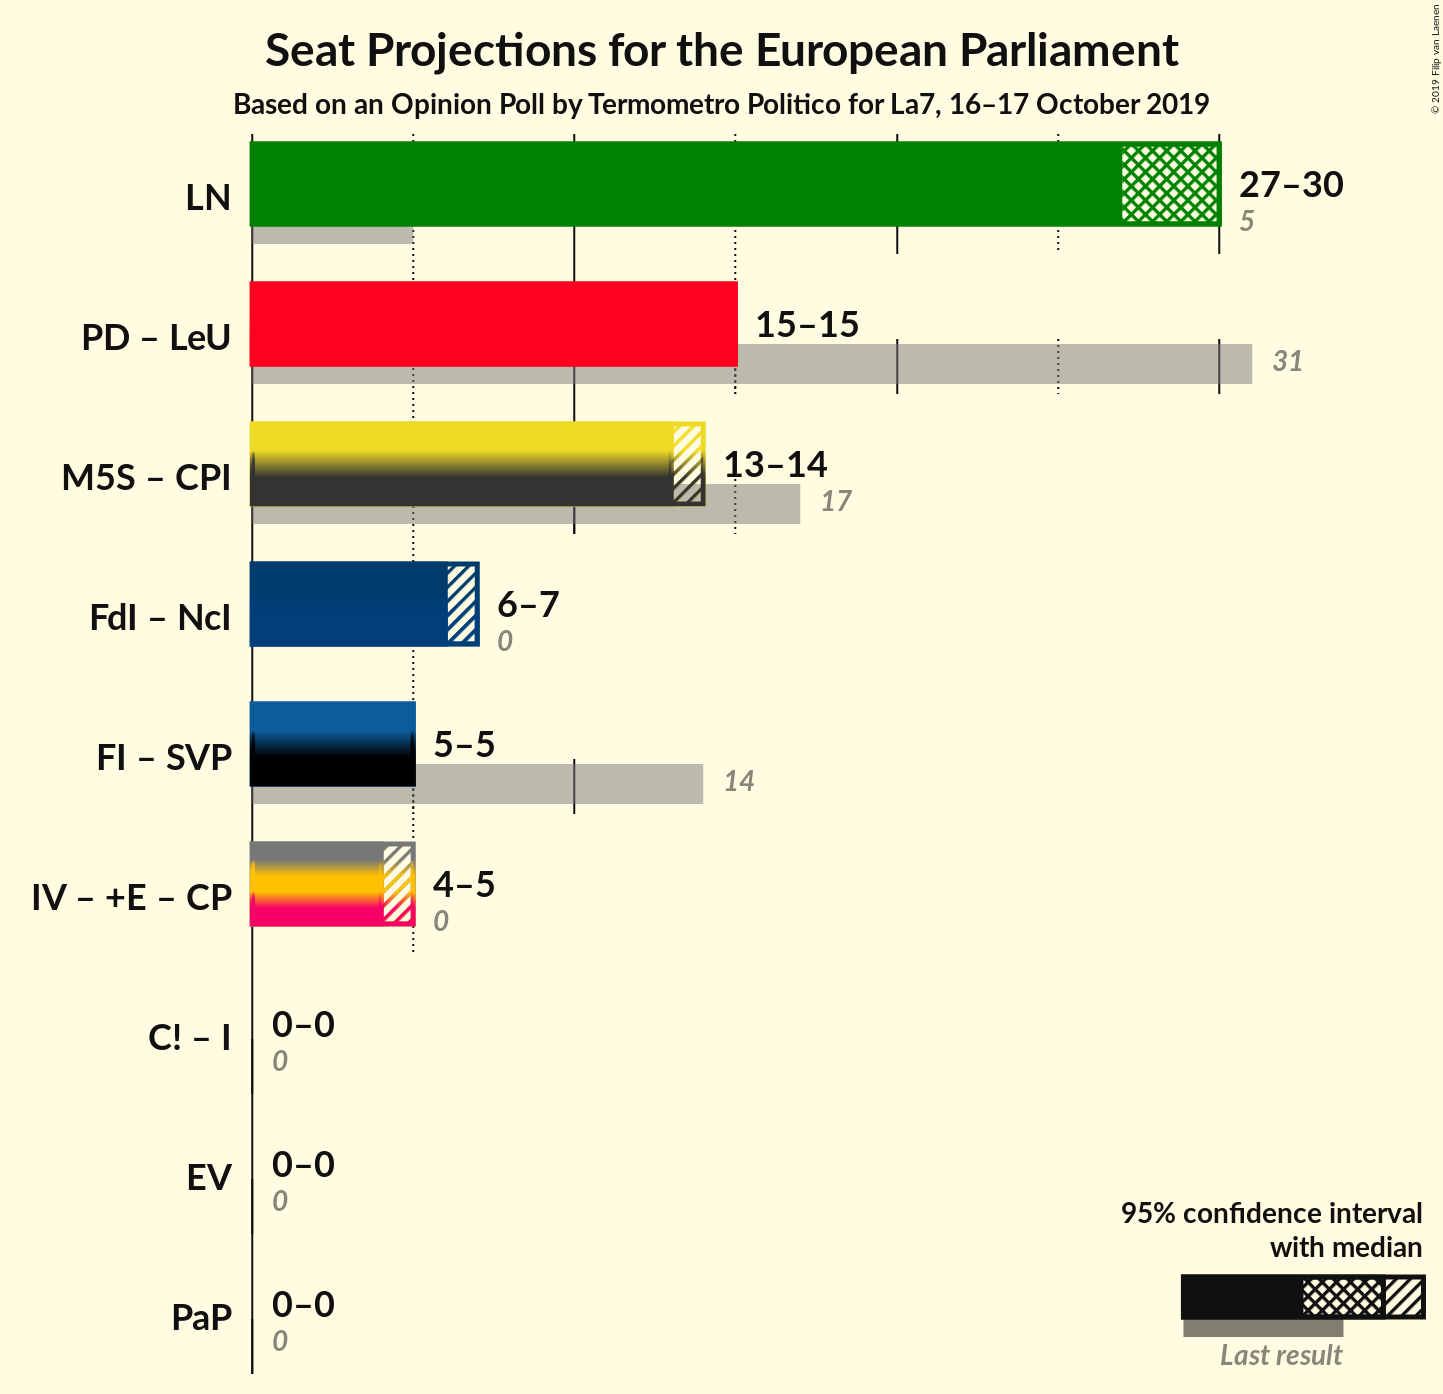 Seat Projections for the European Parliament
Based on an Opinion Poll by Termometro Politico for La7, 16–17 October 2019
© 2019 Filip van Laenen
LN
27–30
5
PD – LeU
15–15
31
M5S – CPI
13–14
17
FdI – NcI
6–7
0
FI – SVP
5–5
14
IV – +E – CP
4–5
0
C! – I
0–0
0
EV
0–0
0
PaP
0–0
0
95% confidence interval
with median
Last result